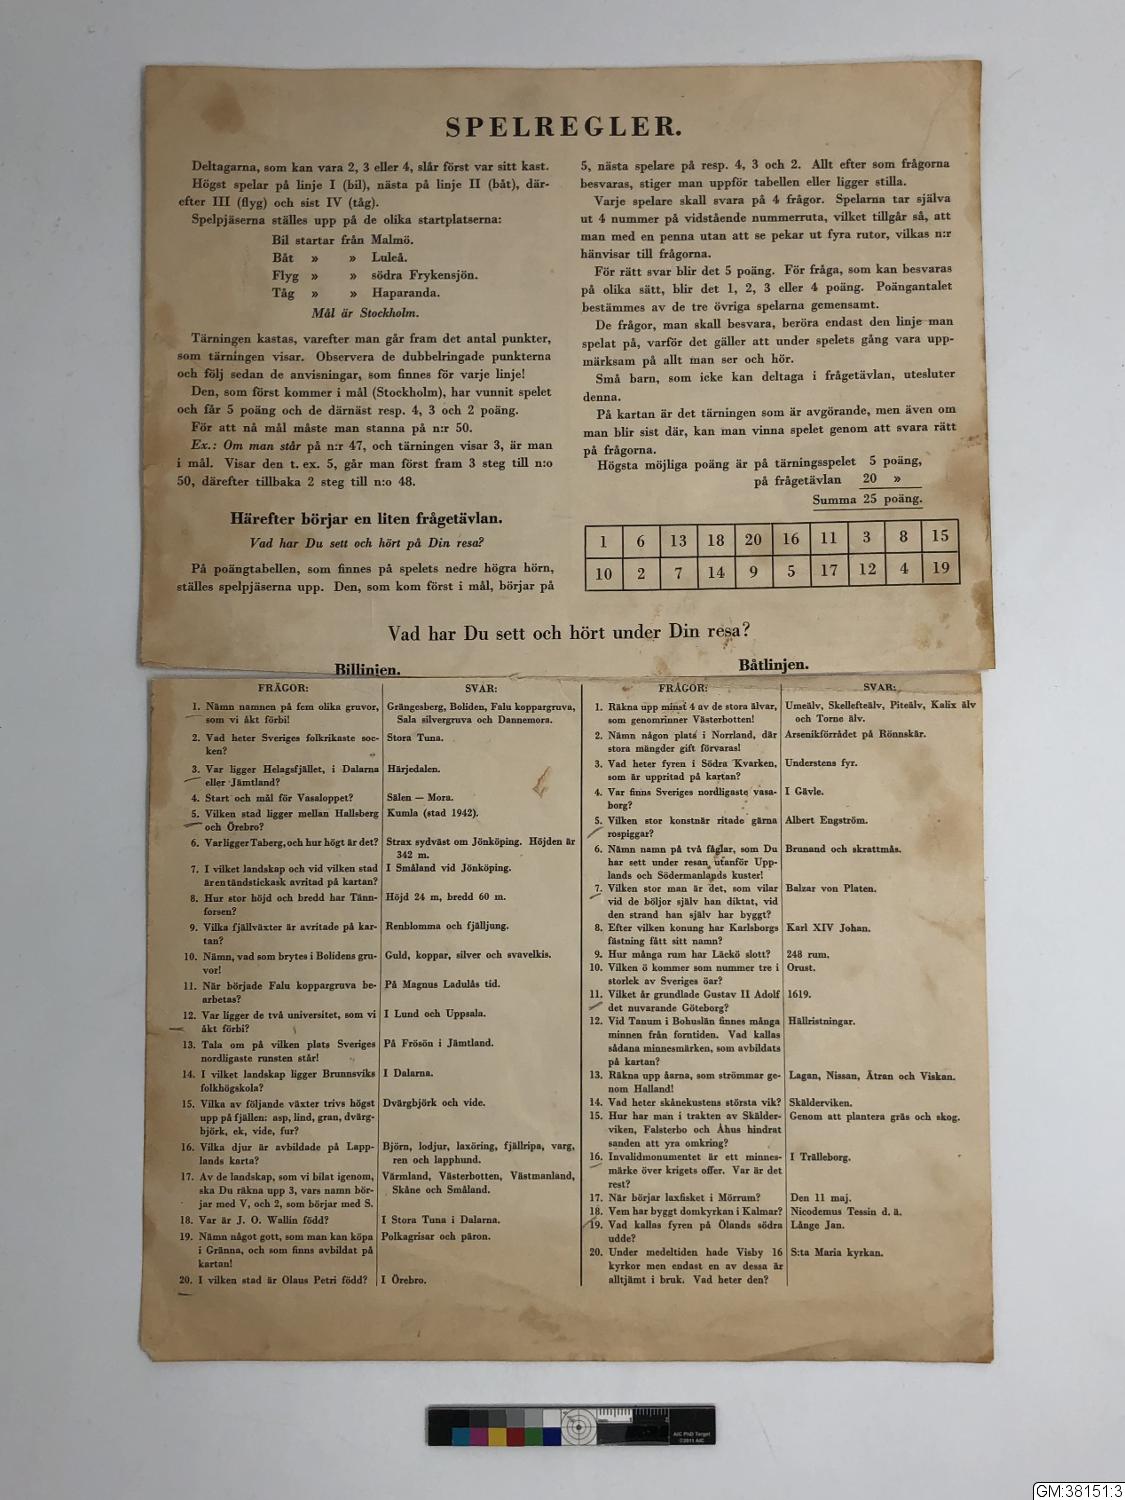 SPELREGLER.
Deltagarna, som kan vara 2, 3 eller 4, slår först var sitt kast.
Högst spelar på linje I (bil), nästa på linje II (båt), där-
efter III (flyg) och sist IV (tåg).
Spelpjäserna ställes upp på de olika startplatserna:
Bil startar från Malmö.
Båt » » Luleå.
Flyg » » södra Frykensjön.
Tåg » » Haparanda.
Mål är Stockholm.
Tärningen kastas, varefter man går fram det antal punkter,
som tärningen visar. Observera de dubbelringade punkterna
och följ sedan de anvisningar, som finnes för varje linje!
Den, som först kommer i mål (Stockholm), har vunnit spelet
och får 5 poäng och de därnäst resp. 4, 3 och 2 poäng.
För att nå mål måste man stanna på n:r 50.
Ex.: Om man står på n:r 47, och tärningen visar 3, är man
i mål. Visar den t. ex. 5, går man först fram 3 steg till n:o
50, därefter tillbaka 2 steg till n:o 48.
Härefter börjar en liten frågetävlan.
Vad har Du sett och hört på Din resa?
På poängtabellen, som finnes på spelets nedre högra hörn,
ställes spelpjäserna upp. Den, som kom först i mål, börjar på
5, nästa spelare på resp. 4, 3 och 2. Allt efter som frågorna
besvaras, stiger man uppför tabellen eller ligger stilla.
Varje spelare skall svara på 4 frågor. Spelarna tar själva
ut 4 nummer på vidstående nummerruta, vilket tillgår så, att
man med en penna utan att se pekar ut fyra rutor, vilkas n:r
hänvisar till frågorna.
För rätt svar blir det 5 poäng. För fråga, som kan besvaras
på olika sätt, blir det 1, 2, 3 eller 4 poäng. Poängantalet
bestämmes av de tre övriga spelarna gemensamt.
De frågor, man skall besvara, beröra endast den linje man
spelat på, varför det gäller att under spelets gång vara upp-
märksam på allt man ser och hör.
Små barn, som icke kan deltaga i frågetävlan, utesluter
denna.
På kartan är det tärningen som är avgörande, men även om
man blir sist där, kan man vinna spelet genom att svara rätt
på frågorna.
Högsta möjliga poäng är på tärningsspelet 5 poäng,
på frågetävlan 20 »
Summa 25 poäng.
1 6 13 18 20 16 11 3 8 15
10 2 7 14 9 5 17 12 4 19
Vad har Du sett och hört under Din resa?
Billinjen.
FRÅGOR: SVAR:
1. Nämn namnen på fem olika gruvor, Grängesberg, Boliden, Falu koppargruva,
som vi åkt förbi! Sala silvergruva och Dannemora.
2. Vad heter Sveriges folkrikaste soc- Stora Tuna.
ken?
3. Var ligger Helagsfjället, i Dalarna Härjedalen.
eller Jämtland?
4. Start och mål för Vasaloppet? Sälen — Mora.
5. Vilken stad ligger mellan Hallsberg Kumla (stad 1942).
och Örebro?
6. Var ligger Taberg, och hur högt är det? Strax sydväst om Jönköping. Höjden är
342 m.
7. I vilket landskap och vid vilken stad I Småland vid Jönköping.
är en tändsticksask avritad på kartan?
8. Hur stor höjd och bredd har Tänn- Höjd 24 m, bredd 60 m.
forsen?
9. Vilka fjällväxter är avritade på kar- Renblomma och fjälljung.
tan?
10. Nämn, vad som brytes i Bolidens gru- Guld, koppar, silver och svavelkis.
vor!
11. När började Falu koppargruva be- På Magnus Ladulås tid.
arbetas?
12. Var ligger de två universitet, som vi I Lund och Uppsala.
åkt förbi?
13. Tala om på vilken plats Sveriges På Frösön i Jämtland.
nordligaste runsten står!
14. I vilket landskap ligger Brunnsviks I Dalarna.
folkhögskola?
15. Vilka av följande växter trivs högst Dvärgbjörk och vide.
upp på fjällen: asp, lind, gran, dvärg-
björk, ek, vide, fur?
16. Vilka djur är avbildade på Lapp- Björn, lodjur, laxöring, fjällripa, varg,
lands karta? ren och lapphund.
17. Av de landskap, som vi bilat igenom, Värmland, Västerbotten, Västmanland,
ska Du räkna upp 3, vars namn bör- Skåne och Småland.
jar med V, och 2, som börjar med S.
18. Var är J. O. Wallin född? I Stora Tuna i Dalarna.
19. Nämn något gott, som man kan köpa Polkagrisar och päron.
i Gränna, och som finns avbildat på
kartan!
20. I vilken stad är Olaus Petri född? I Örebro.
Båtlinjen.
FRÅGOR: SVAR:
1. Räkna upp minst 4 av de stora älvar, Umeälv, Skellefteälv, Piteälv, Kalix älv
som genomrinner Västerbotten! och Torne älv.
2. Nämn någon plats i Norrland, där Arsenikförrådet på Rönnskär.
stora mängder gift förvaras!
3. Vad heter fyren i Södra Kvarken, Understens fyr.
som är uppritad på kartan?
4. Var finns Sveriges nordligaste vasa- I Gävle.
borg?
5. Vilken stor konstnär ritade gärna Albert Engström.
rospiggar?
6. Nämn namn på två fåglar, som Du Brunand och skrattmås.
har sett under resan utanför Upp-
lands och Södermanlands kuster!
7. Vilken stor man är det, som vilar Balzar von Platen.
vid de böljor själv han diktat, vid
den strand han själv har byggt?
8. Efter vilken konung har Karlsborgs Karl XIV Johan.
fästning fått sitt namn?
9. Hur många rum har Läckö slott? 248 rum.
10. Vilken ö kommer som nummer tre i Orust.
storlek av Sveriges öar?
11. Vilket år grundlade Gustav II Adolf 1619.
det nuvarande Göteborg?
12. Vid Tanum i Bohuslän finnes många Hällristningar.
minnen från forntiden. Vad kallas
sådana minnesmärken, som avbildats
på kartan?
13. Räkna upp åarna, som strömmar ge- Lagan, Nissan, Ätran och Viskan.
nom Halland!
14. Vad heter skånekustens största vik? Skälderviken.
15. Hur har man i trakten av Skälder- Genom att plantera gräs och skog.
viken, Falsterbo och Åhus hindrat
sanden att yra omkring?
16. Invalidmonumentet är ett minnes- I Trälleborg.
märke över krigets offer. Var är det
rest?
17. När börjar laxfisket i Mörrum? Den 11 maj.
18. Vem har byggt domkyrkan i Kalmar? Nicodemus Tessin d. ä.
19. Vad kallas fyren på Ölands södra Långe Jan.
udde?
20. Under medeltiden hade Visby 16 S:ta Maria kyrkan.
kyrkor men endast en av dessa är
alltjämt i bruk. Vad heter den?
AIC PhD Target
©2011 AIC
GM:38151:3